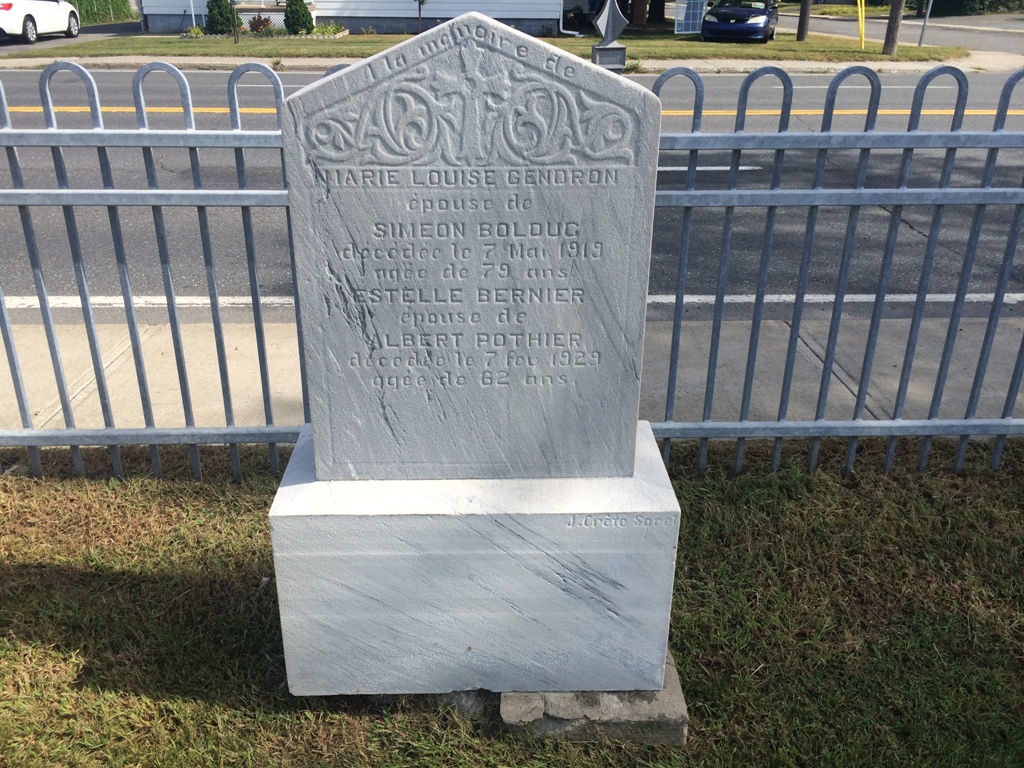 A la mémoire de
MARIE LOUISE GENDRON
épouse de
SIMEON BOLDUC
décédée le 7 Mai 1919
agée de 79 ans.
ESTELLE BERNIER
épouse de
ALBERT POTHIER
décédée le 7 fev 1929
agée de 62 ans.
J. Crête Sorel